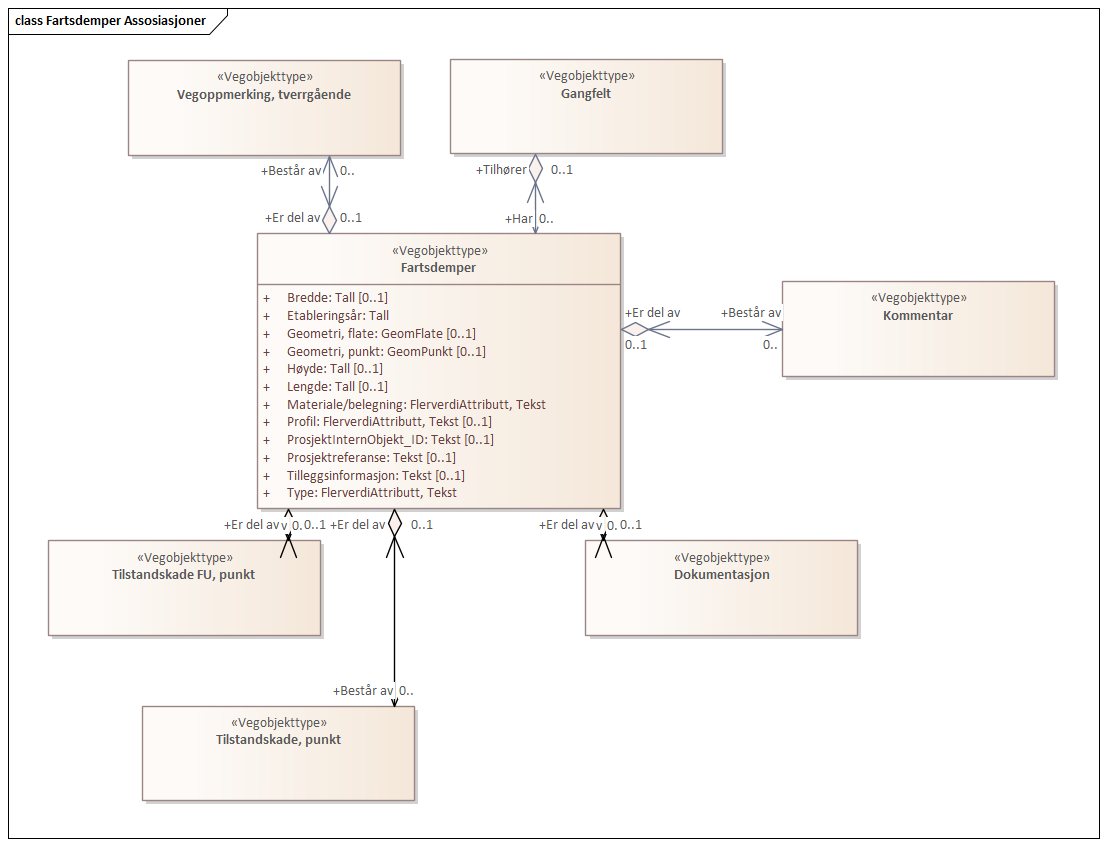 class Fartsdemper Assosiasjoner
«Vegobjekttype»
Vegoppmerking, tverrgående
«Vegobjekttype»
Gangfelt
+Består av 0..
+Er del av 0..1
+Tilhører 0..1
+Har 0..
«Vegobjekttype»
Fartsdemper
+ Bredde: Tall [0..1]
+ Etableringsår: Tall
+ Geometri, flate: GeomFlate [0..1]
+ Geometri, punkt: GeomPunkt [0..1]
+ Høyde: Tall [0..1]
+ Lengde: Tall [0..1]
+ Materiale/belegning: FlerverdiAttributt, Tekst
+ Profil: FlerverdiAttributt, Tekst [0..1]
+ ProsjektInternObjekt_ID: Tekst [0..1]
+ Prosjektreferanse: Tekst [0..1]
+ Tilleggsinformasjon: Tekst [0..1]
+ Type: FlerverdiAttributt, Tekst
+Er del av +Består av
0..1 0..
«Vegobjekttype»
Kommentar
+Er del av v 0. 0..1 +Er del av 0..1 +Er del av v 0. 0..1
«Vegobjekttype»
Tilstandskade FU, punkt
«Vegobjekttype»
Dokumentasjon
+Består av 0..
«Vegobjekttype»
Tilstandskade, punkt